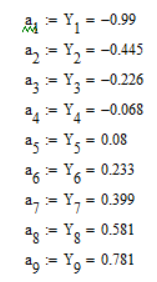 a₁ := Y₁ = −0.99
a₂ := Y₂ = −0.445
a₃ := Y₃ = −0.226
a₄ := Y₄ = −0.068
a₅ := Y₅ = 0.08
a₆ := Y₆ = 0.233
a₇ := Y₇ = 0.399
a₈ := Y₈ = 0.581
a₉ := Y₉ = 0.781